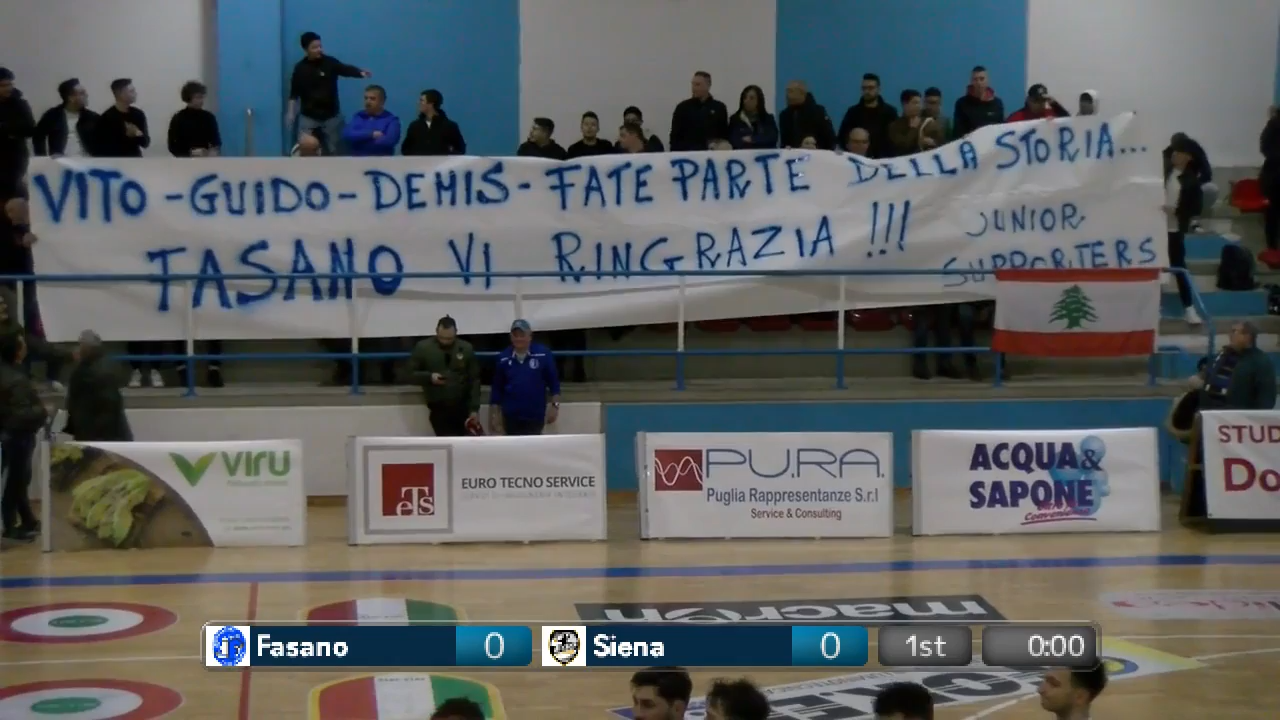 VITO - GUIDO - DEMIS - FATE PARTE DELLA STORIA...
FASANO VI RINGRAZIA !!!
JUNIOR
SUPPORTERS
VIRU
ets
EURO TECNO SERVICE
PU.RA.
Puglia Rappresentanze S.r.l
Service & Consulting
ACQUA&
SAPONE
STUD
Do
macron
Fasano 0 Siena 0 1st 0:00